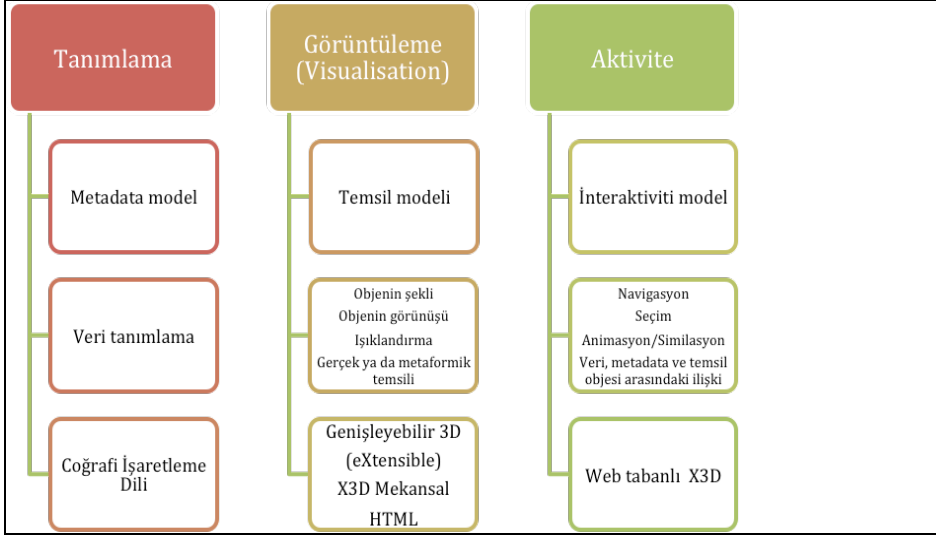 Tanımlama
Metadata model
Veri tanımlama
Coğrafi İşaretleme
Dili
Görüntüleme
(Visualisation)
Temsil modeli
Objenin şekli
Objenin görünüşü
Işıklandırma
Gerçek ya da metaformik
temsili
Genişleyebilir 3D
(eXtensible)
X3D Mekansal
HTML
Aktivite
İnteraktiviti model
Navigasyon
Seçim
Animasyon/Similasyon
Veri, metadata ve temsil
objesi arasındaki ilişki
Web tabanlı X3D